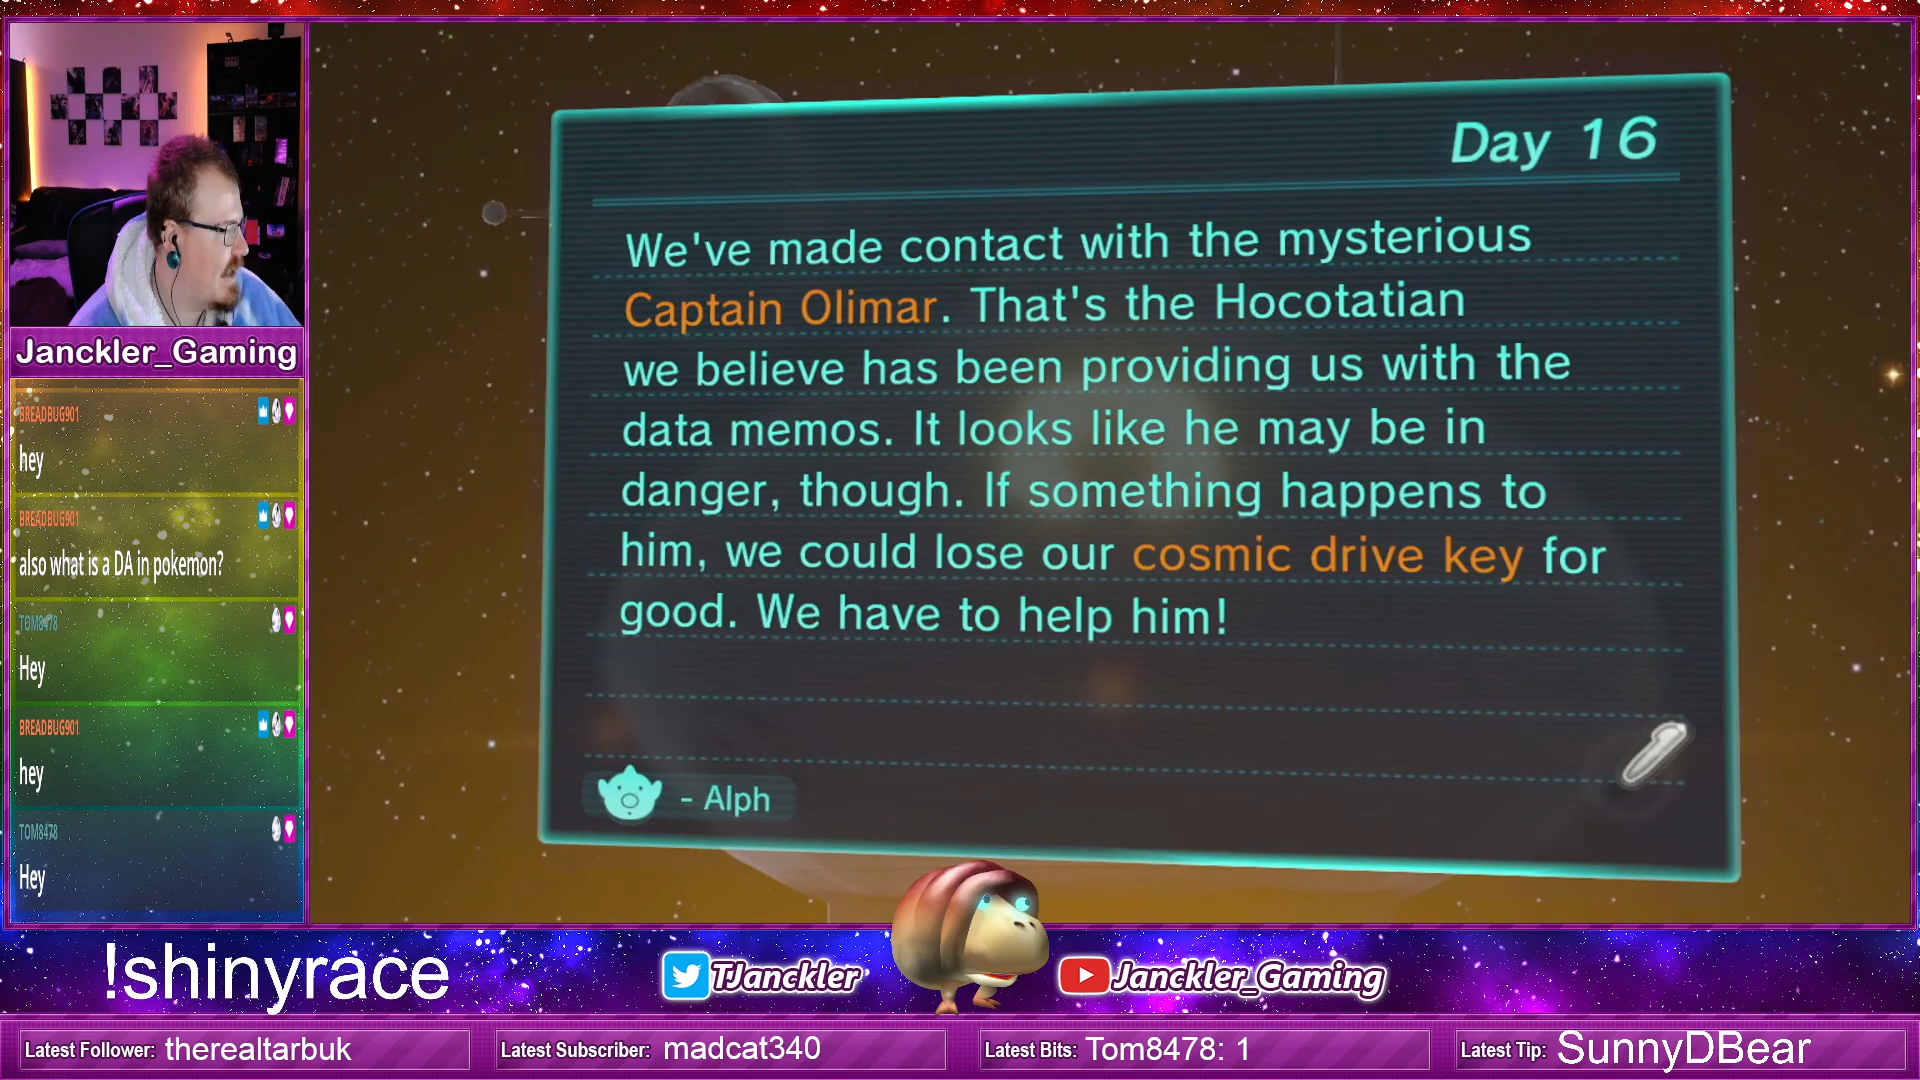 Janckler_Gaming
BREADBUG901
hey
BREADBUG901
also what is a DA in pokemon?
TOM8478
Hey
BREADBUG901
hey
TOM8478
Hey
Day 16
We've made contact with the mysterious
Captain Olimar. That's the Hocotatian
we believe has been providing us with the
data memos. It looks like he may be in
danger, though. If something happens to
him, we could lose our cosmic drive key for
good. We have to help him!
- Alph
!shinyrace
TJanckler
Janckler_Gaming
Latest Follower: therealtarbuk
Latest Subscriber: madcat340
Latest Bits: Tom8478: 1
Latest Tip: SunnyDBear